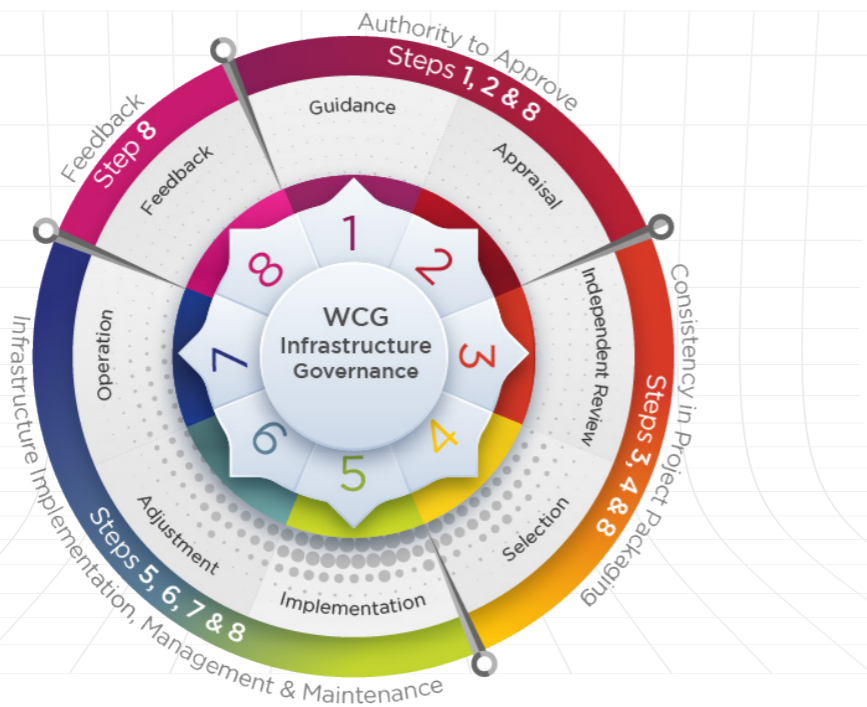 Authority to Approve
Steps 1, 2 & 8
Guidance
Appraisal
Consistency in Project Packaging
Steps 3, 4 & 8
Independent Review
Selection
Infrastructure Implementation, Management & Maintenance
Steps 5, 6, 7 & 8
Implementation
Adjustment
Operation
Feedback
Step 8
Feedback
1
2
3
4
5
6
7
8
WCG
Infrastructure
Governance